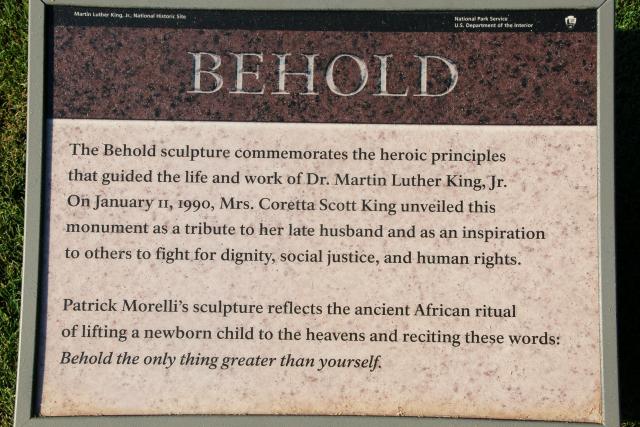 Martin Luther King, Jr., National Historic Site
National Park Service
U.S. Department of the Interior
BEHOLD
The Behold sculpture commemorates the heroic principles
that guided the life and work of Dr. Martin Luther King, Jr.
On January 11, 1990, Mrs. Coretta Scott King unveiled this
monument as a tribute to her late husband and as an inspiration
to others to fight for dignity, social justice, and human rights.
Patrick Morelli's sculpture reflects the ancient African ritual
of lifting a newborn child to the heavens and reciting these words:
Behold the only thing greater than yourself.